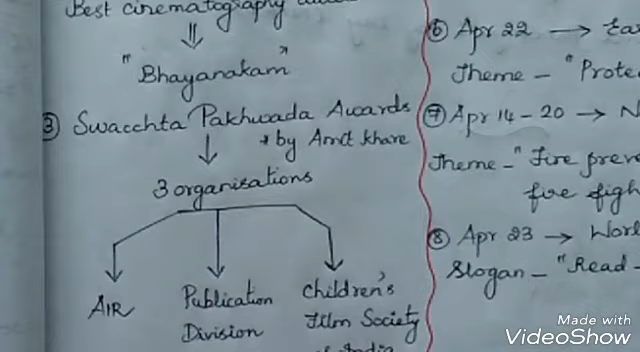 Best cinematography
"Bhayanakam"
③ Swacchta Pakhwada Awards
* by Amit Khare
3 organisations
AIR
Publication
Division
Children's
Film Society
⑥ Apr 22 → Ea
Theme - "Prote
⑦ Apr 14 - 20 → N
Theme - "Fire prev
fire figh
⑧ Apr 23 → Worl
Slogan - "Read -
Made with
VideoShow